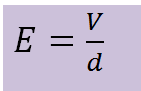 E = V/d